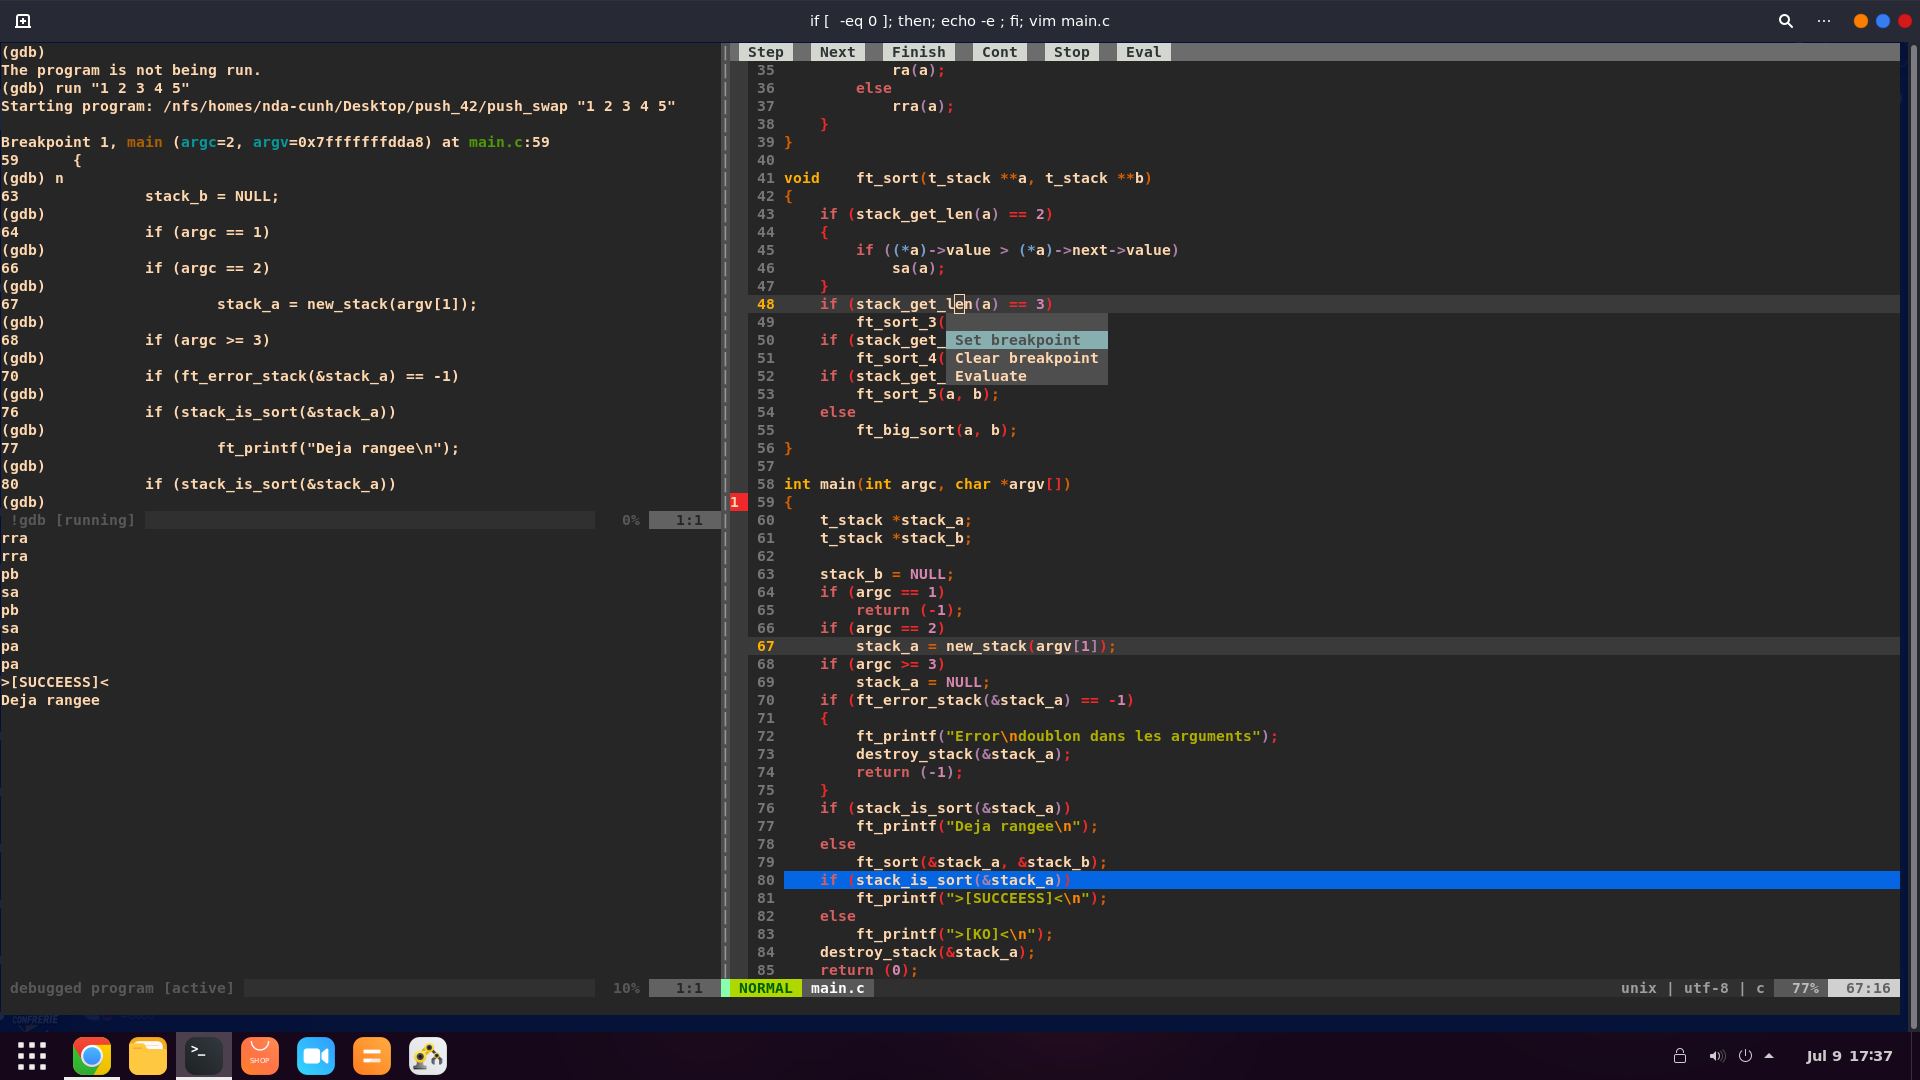 if [  -eq 0 ]; then; echo -e ; fi; vim main.c
(gdb)
The program is not being run.
(gdb) run "1 2 3 4 5"
Starting program: /nfs/homes/nda-cunh/Desktop/push_42/push_swap "1 2 3 4 5"
Breakpoint 1, main (argc=2, argv=0x7fffffffdda8) at main.c:59
59      {
(gdb) n
63              stack_b = NULL;
(gdb)
64              if (argc == 1)
(gdb)
66              if (argc == 2)
(gdb)
67                      stack_a = new_stack(argv[1]);
(gdb)
68              if (argc >= 3)
(gdb)
70              if (ft_error_stack(&stack_a) == -1)
(gdb)
76              if (stack_is_sort(&stack_a))
(gdb)
77                      ft_printf("Deja rangee\n");
(gdb)
80              if (stack_is_sort(&stack_a))
(gdb)
!gdb [running] 0% 1:1
rra
rra
pb
sa
pb
sa
pa
pa
>[SUCCEESS]<
Deja rangee
debugged program [active] 10% 1:1
Step Next Finish Cont Stop Eval
35             ra(a);
36         else
37             rra(a);
38     }
39 }
40
41 void    ft_sort(t_stack **a, t_stack **b)
42 {
43     if (stack_get_len(a) == 2)
44     {
45         if ((*a)->value > (*a)->next->value)
46             sa(a);
47     }
48     if (stack_get_len(a) == 3)
49         ft_sort_3(
50     if (stack_get_ Set breakpoint
51         ft_sort_4( Clear breakpoint
52     if (stack_get_ Evaluate
53         ft_sort_5(a, b);
54     else
55         ft_big_sort(a, b);
56 }
57
58 int main(int argc, char *argv[])
1 59 {
60     t_stack *stack_a;
61     t_stack *stack_b;
62
63     stack_b = NULL;
64     if (argc == 1)
65         return (-1);
66     if (argc == 2)
67         stack_a = new_stack(argv[1]);
68     if (argc >= 3)
69         stack_a = NULL;
70     if (ft_error_stack(&stack_a) == -1)
71     {
72         ft_printf("Error\ndoublon dans les arguments");
73         destroy_stack(&stack_a);
74         return (-1);
75     }
76     if (stack_is_sort(&stack_a))
77         ft_printf("Deja rangee\n");
78     else
79         ft_sort(&stack_a, &stack_b);
80     if (stack_is_sort(&stack_a))
81         ft_printf(">[SUCCEESS]<\n");
82     else
83         ft_printf(">[KO]<\n");
84     destroy_stack(&stack_a);
85     return (0);
NORMAL main.c unix | utf-8 | c 77% 67:16
CONFRERIE
>_
SHOP
Jul 9 17:37